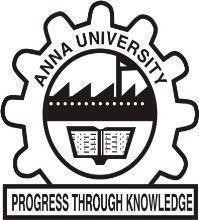 ANNA UNIVERSITY
PROGRESS THROUGH KNOWLEDGE